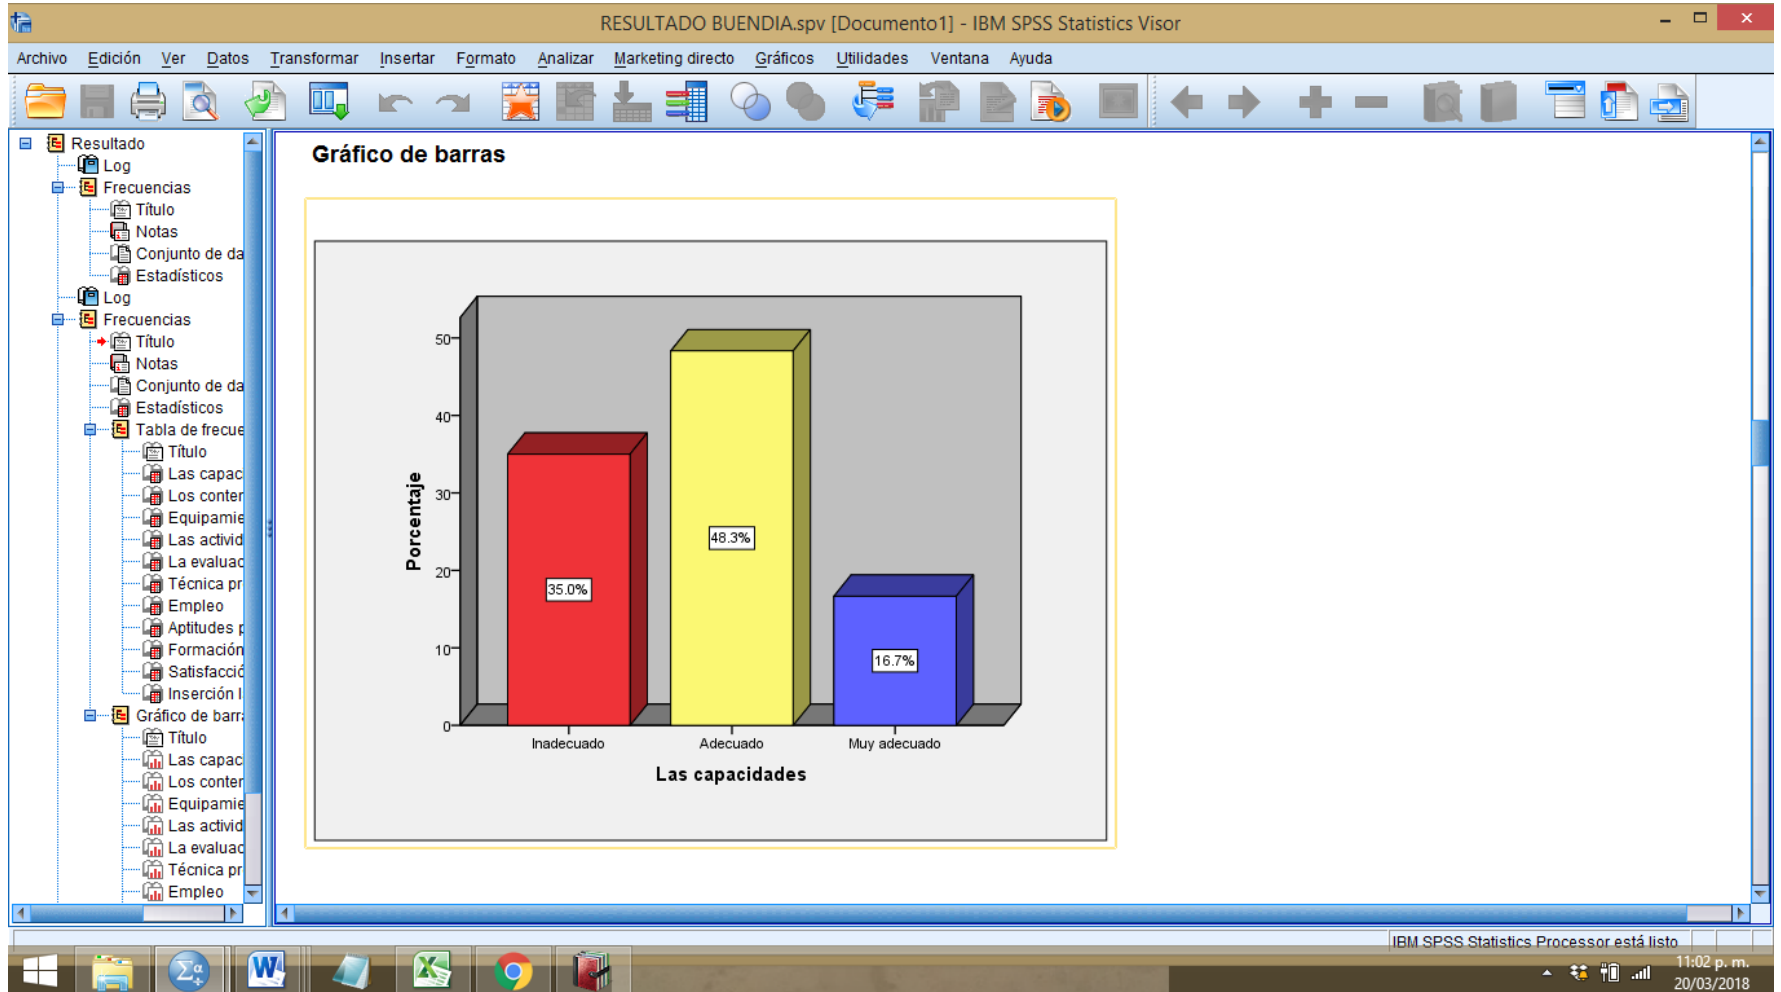 RESULTADO BUENDIA.spv [Documento1] - IBM SPSS Statistics Visor
Archivo Edición Ver Datos Transformar Insertar Formato Analizar Marketing directo Gráficos Utilidades Ventana Ayuda
Resultado
Log
Frecuencias
Título
Notas
Conjunto de da
Estadísticos
Log
Frecuencias
Título
Notas
Conjunto de da
Estadísticos
Tabla de frecue
Título
Las capac
Los conter
Equipamie
Las activid
La evaluac
Técnica pr
Empleo
Aptitudes p
Formación
Satisfacció
Inserción l
Gráfico de barra
Título
Las capac
Los conter
Equipamie
Las activid
La evaluac
Técnica pr
Empleo
Gráfico de barras
Porcentaje
50
40
30
20
10
0
35.0%
48.3%
16.7%
Inadecuado Adecuado Muy adecuado
Las capacidades
IBM SPSS Statistics Processor está listo
11:02 p. m.
20/03/2018